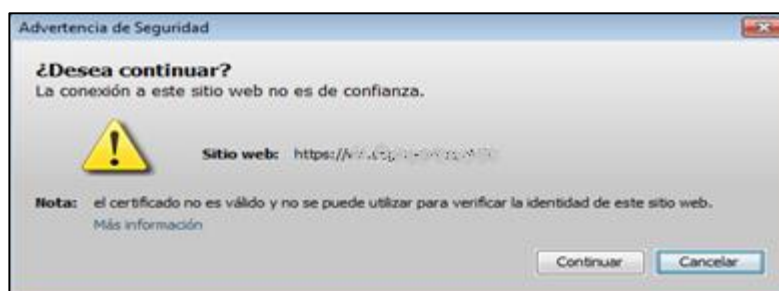 Advertencia de Seguridad
¿Desea continuar?
La conexión a este sitio web no es de confianza.
Sitio web: https://
Nota: el certificado no es válido y no se puede utilizar para verificar la identidad de este sitio web.
Más información
Continuar Cancelar